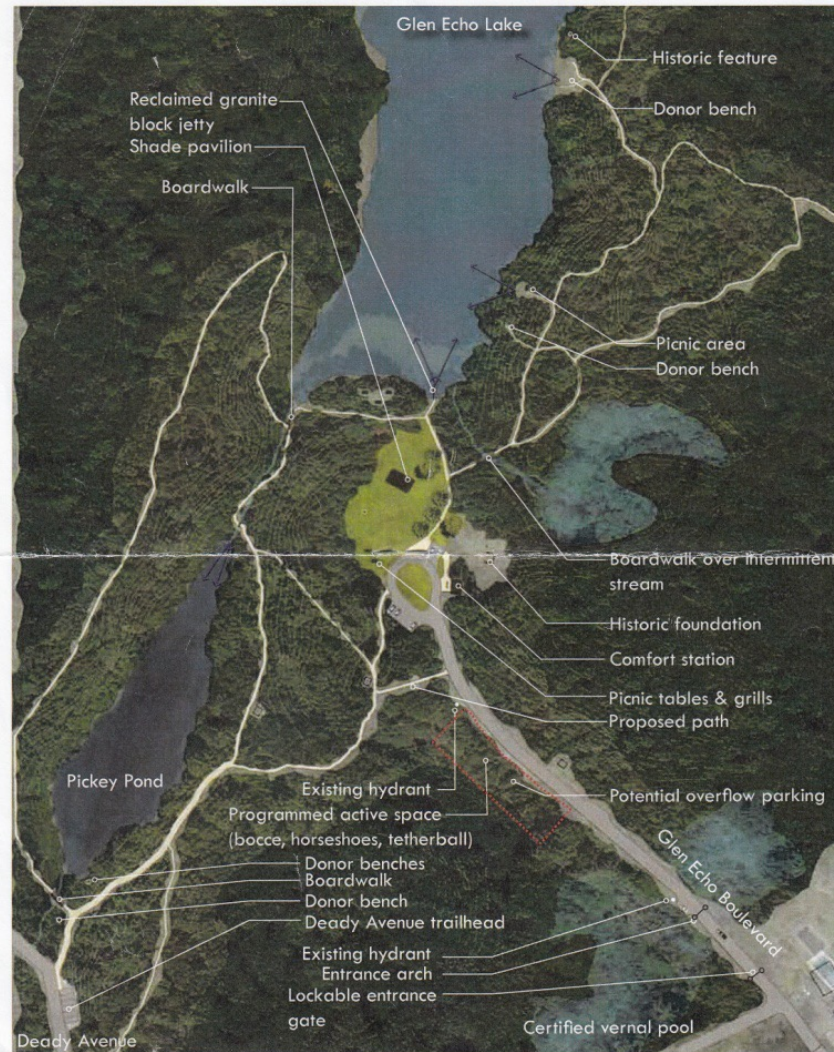 Glen Echo Lake
Historic feature
Donor bench
Reclaimed granite
block jetty
Shade pavilion
Boardwalk
Picnic area
Donor bench
Boardwalk over intermittent
stream
Historic foundation
Comfort station
Picnic tables & grills
Proposed path
Pickey Pond
Existing hydrant
Programmed active space
(bocce, horseshoes, tetherball)
Potential overflow parking
Donor benches
Boardwalk
Donor bench
Deady Avenue trailhead
Glen Echo Boulevard
Existing hydrant
Entrance arch
Lockable entrance
gate
Certified vernal pool
Deady Avenue